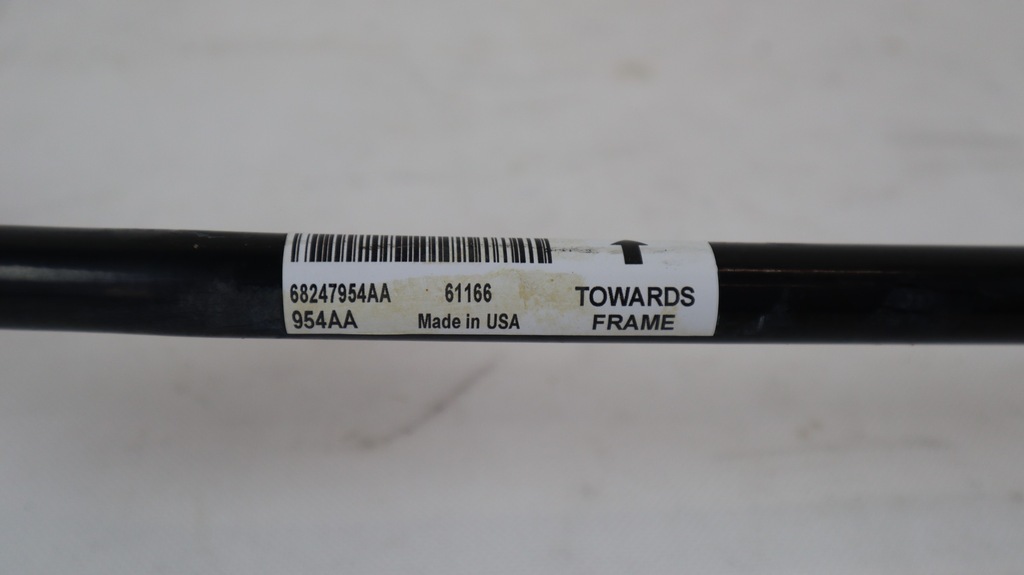 68247954AA 61166 TOWARDS
954AA Made in USA FRAME